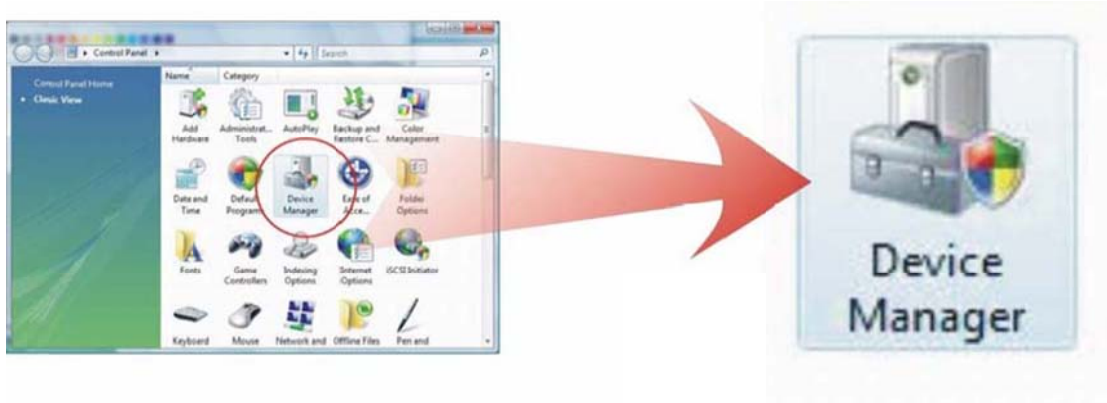 Control Panel
Search
Control Panel Home
Classic View
Name Category
Add Hardware
Administrat... Tools
AutoPlay
Backup and Restore C...
Color Management
Date and Time
Default Programs
Device Manager
Ease of Acce...
Folder Options
Fonts
Game Controllers
Indexing Options
Internet Options
iSCSI Initiator
Keyboard
Mouse
Network and
Offline Files
Pen and
Device
Manager